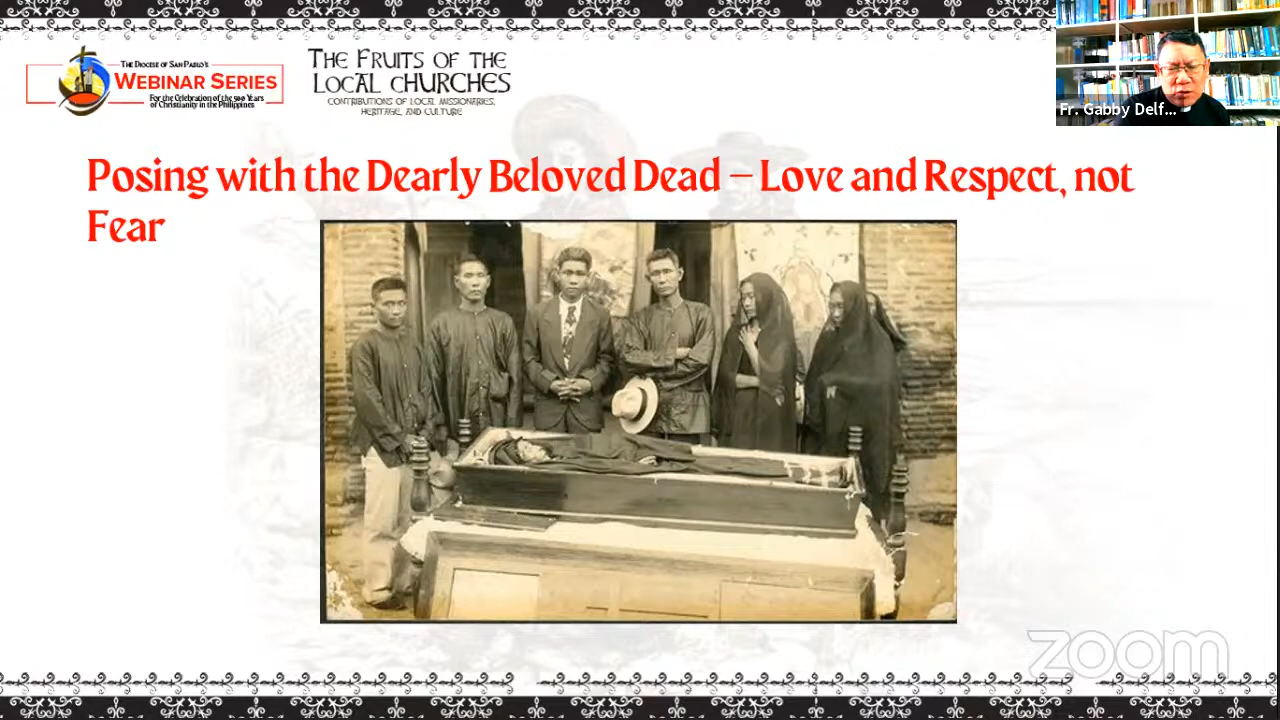 THE DIOCESE OF SAN PABLO'S
WEBINAR SERIES
For the Celebration of the 500 Years
of Christianity in the Philippines
THE FRUITS OF THE
LOCAL CHURCHES
CONTRIBUTIONS OF LOCAL MISSIONARIES,
HERITAGE, AND CULTURE
Fr. Gabby Delf...
Posing with the Dearly Beloved Dead – Love and Respect, not
Fear
zoom